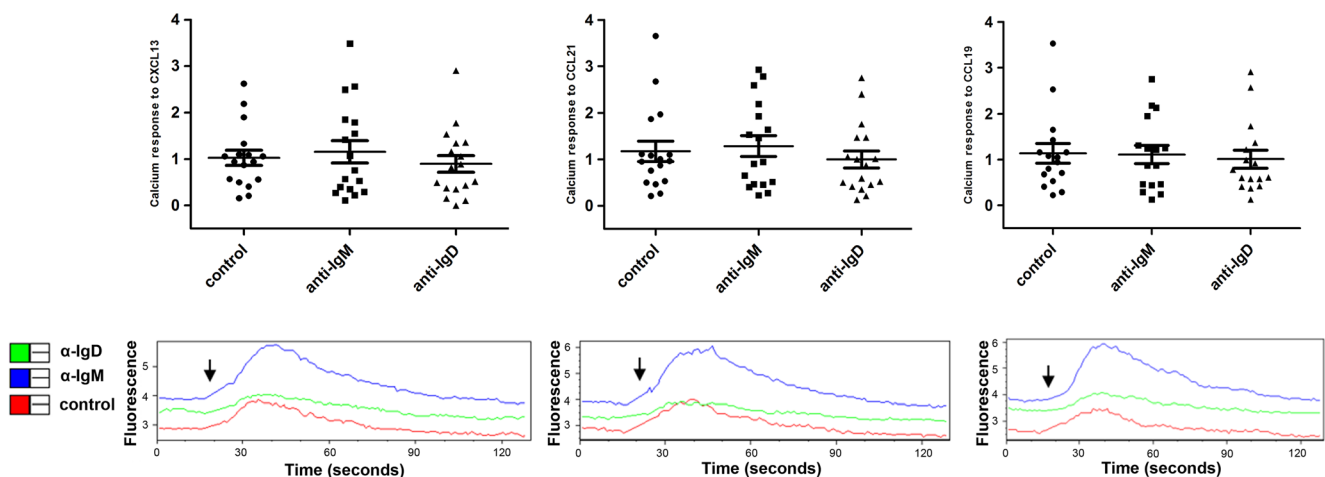 Calcium response to CXCL13
4
3
2
1
0
control
anti-IgM
anti-IgD
Calcium response to CCL21
4
3
2
1
0
control
anti-IgM
anti-IgD
Calcium response to CCL19
4
3
2
1
0
control
anti-IgM
anti-IgD
α-IgD
α-IgM
control
Fluorescence
5
4
3
0 30 60 90 120
Time (seconds)
Fluorescence
6
5
4
3
0 30 60 90 120
Time (seconds)
Fluorescence
6
5
4
3
0 30 60 90 120
Time (seconds)